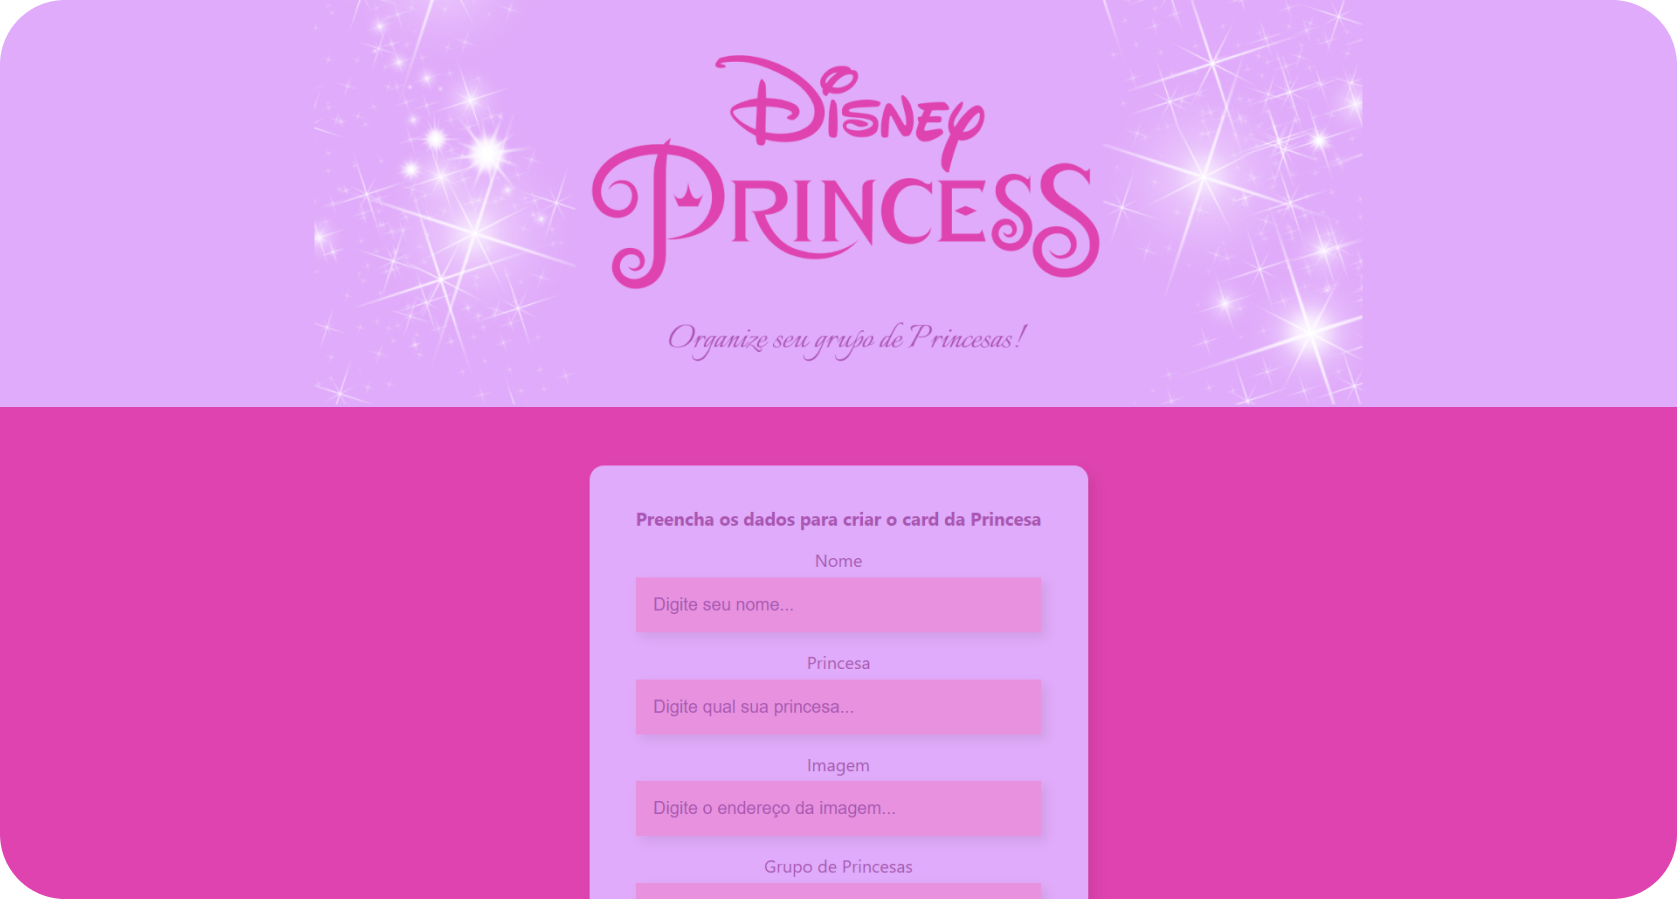 Disney
Princess
Organize seu grupo de Princesas!
Preencha os dados para criar o card da Princesa
Nome
Digite seu nome...
Princesa
Digite qual sua princesa...
Imagem
Digite o endereço da imagem...
Grupo de Princesas